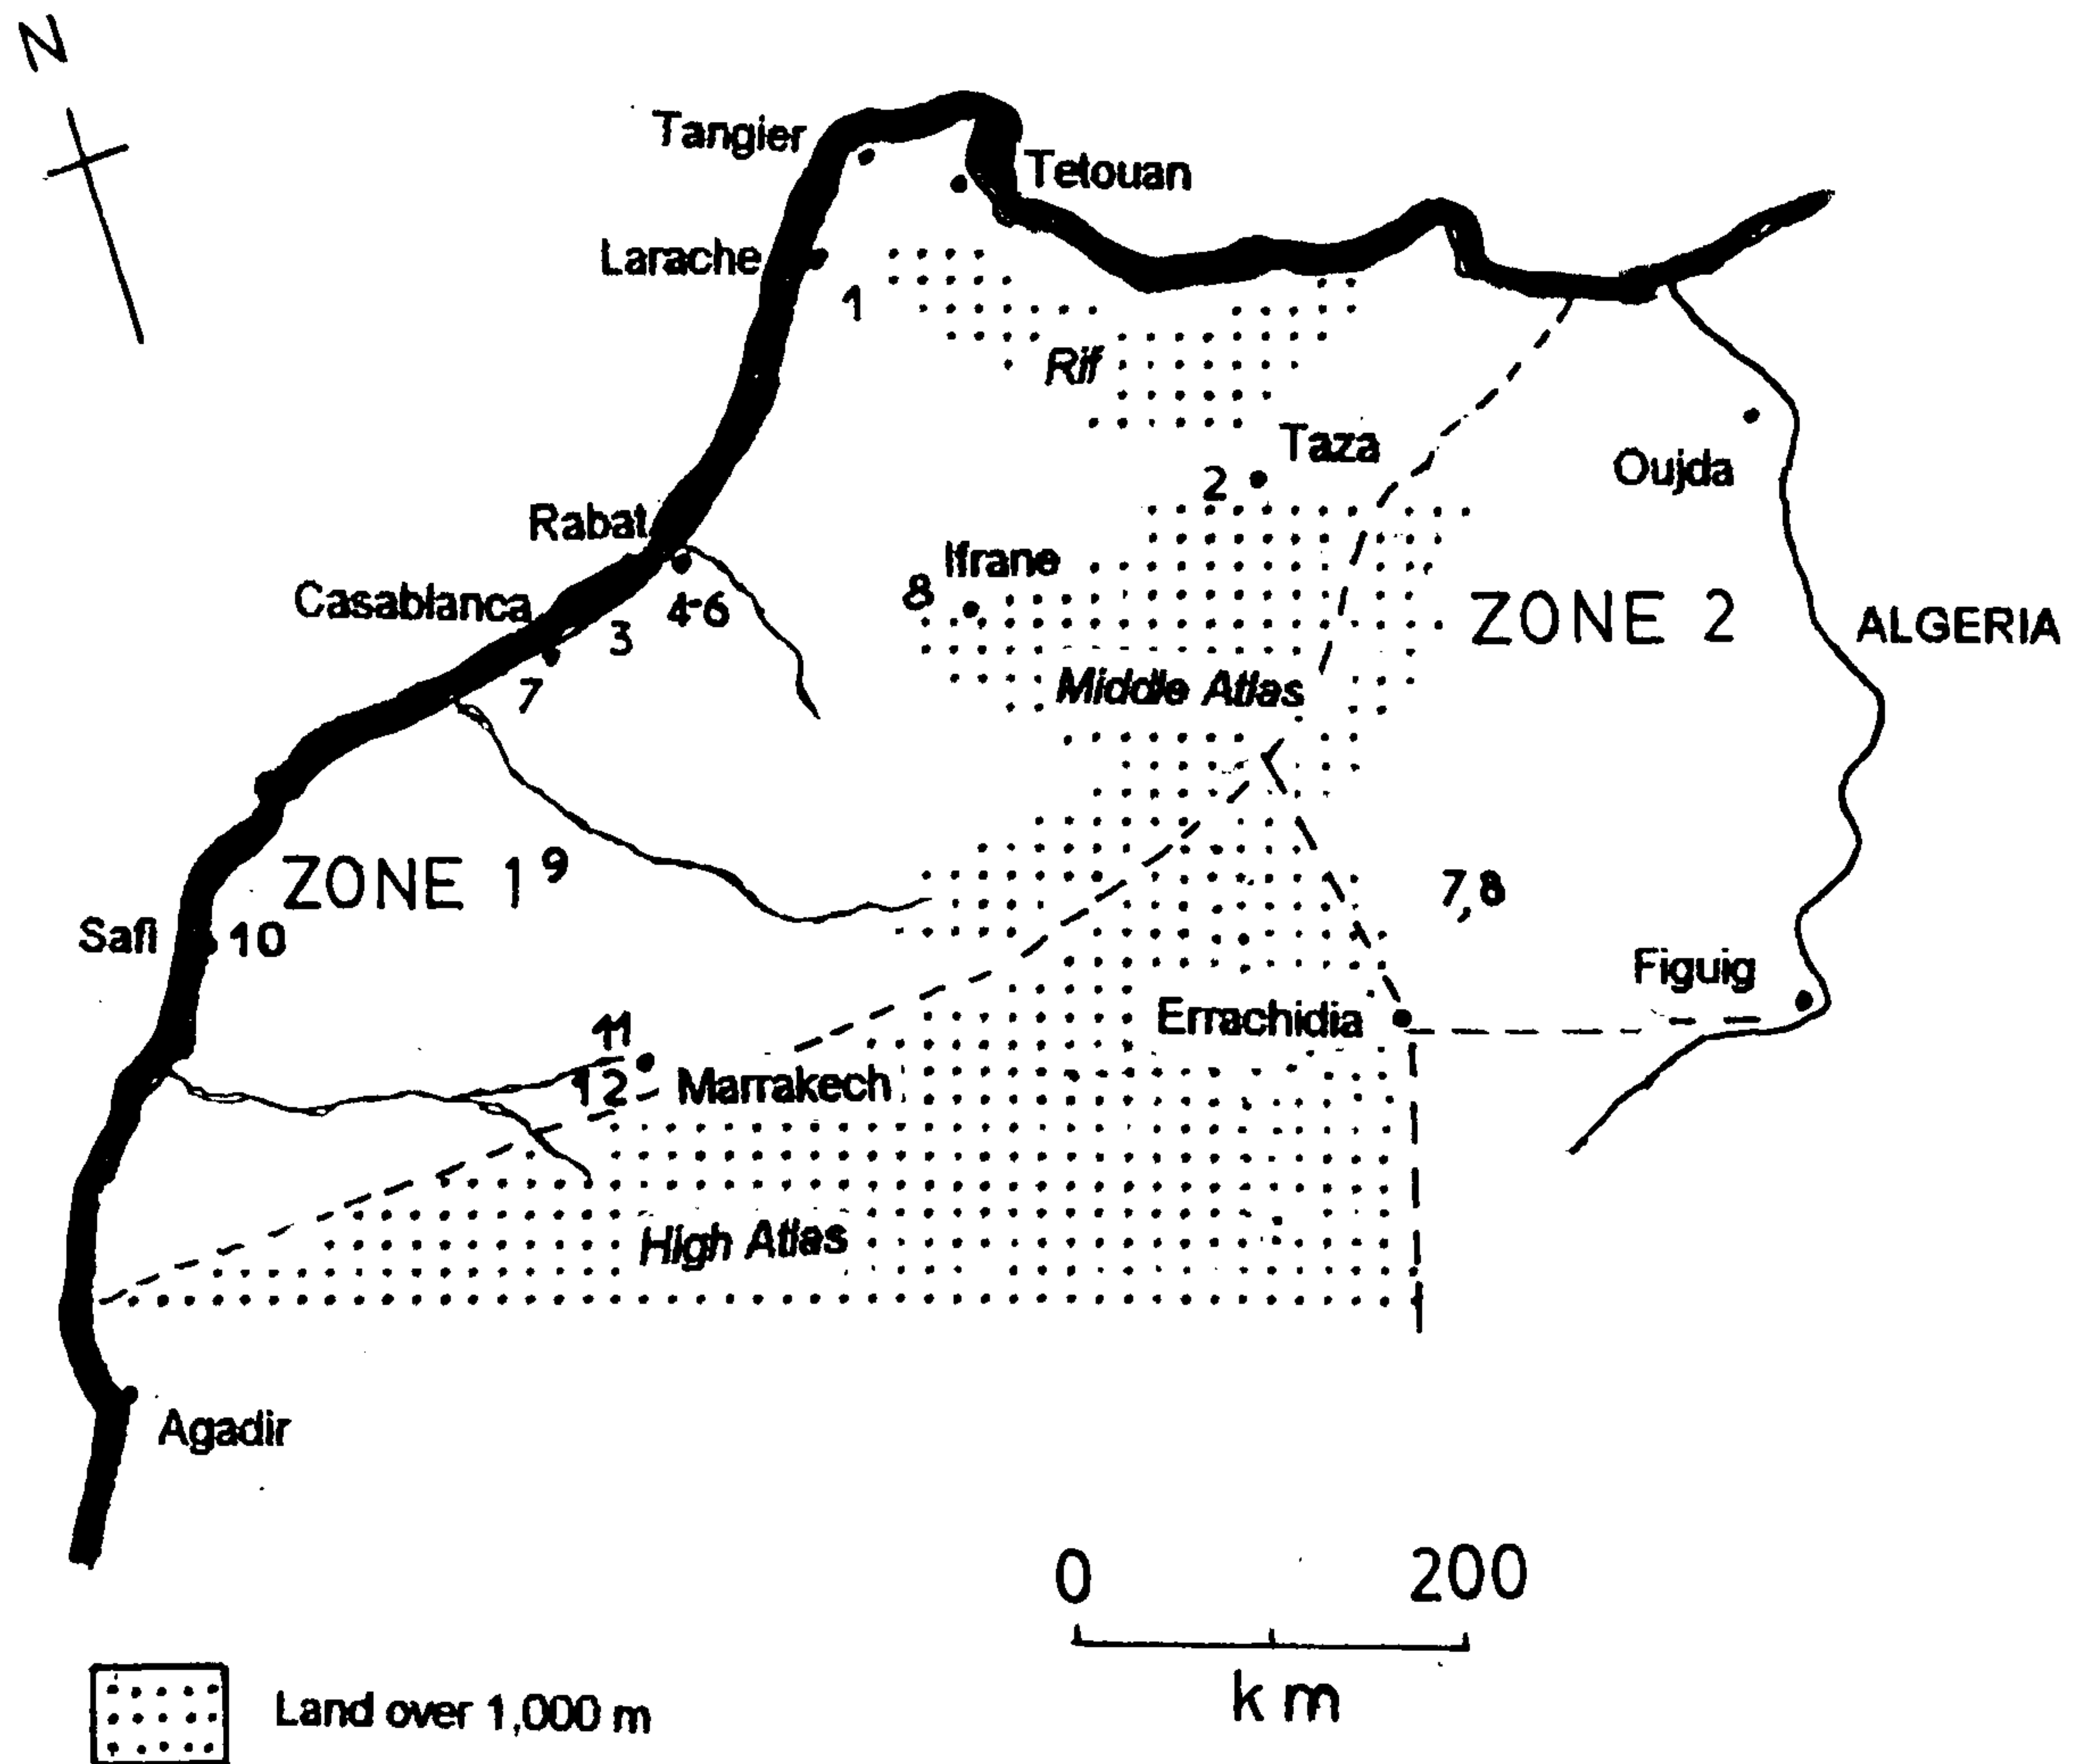 N
Tangier
Tetouan
Larache
1
Rif
Taza
2
Oujda
Rabat
Ifrane
8
Casablanca
4-6
3
ZONE 2
ALGERIA
7
Middle Atlas
ZONE 1
9
7,8
Safi
10
Figuig
Errachidia
11
12
Marrakech
High Atlas
Agadir
0 200
km
Land over 1,000 m